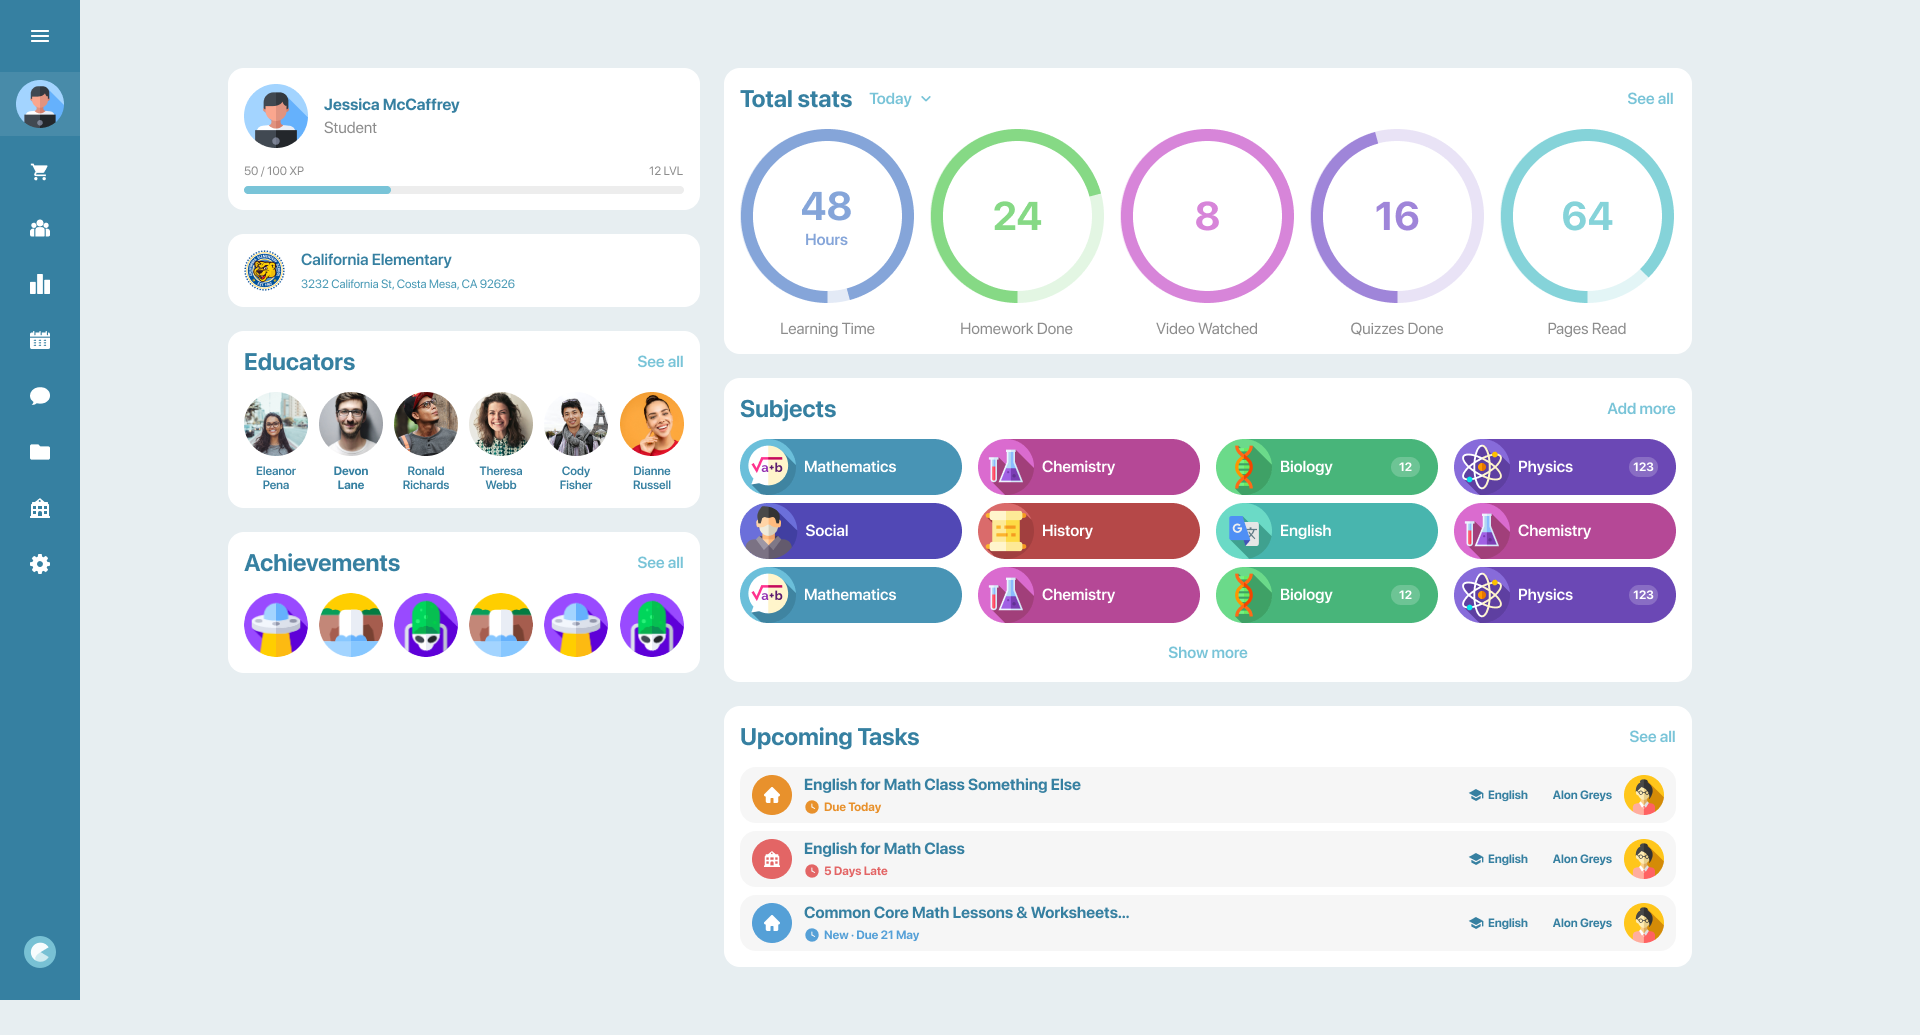 Jessica McCaffrey
Student
50 / 100 XP
12 LVL
California Elementary
3232 California St, Costa Mesa, CA 92626
Educators
See all
Eleanor
Pena
Devon
Lane
Ronald
Richards
Theresa
Webb
Cody
Fisher
Dianne
Russell
Achievements
See all
Total stats
Today
See all
48
Hours
24
8
16
64
Learning Time
Homework Done
Video Watched
Quizzes Done
Pages Read
Subjects
Add more
√a+b
Mathematics
Chemistry
Biology
12
Physics
123
Social
History
G
文
English
Chemistry
√a+b
Mathematics
Chemistry
Biology
12
Physics
123
Show more
Upcoming Tasks
See all
English for Math Class Something Else
Due Today
English
Alon Greys
English for Math Class
5 Days Late
English
Alon Greys
Common Core Math Lessons & Worksheets...
New · Due 21 May
English
Alon Greys